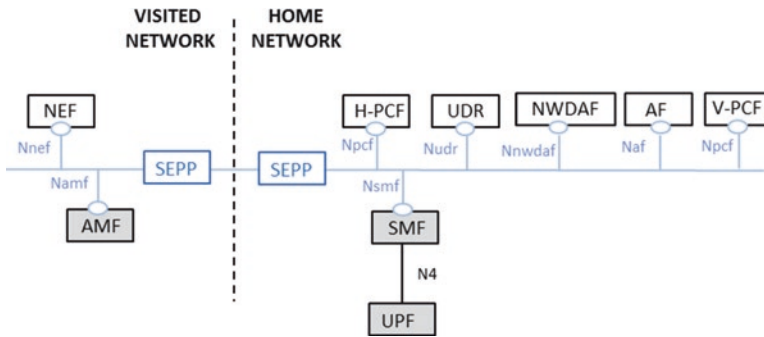 VISITED
NETWORK
HOME
NETWORK
NEF
H-PCF
UDR
NWDAF
AF
V-PCF
Nnef
Npcf
Nudr
Nnwdaf
Naf
Npcf
SEPP
SEPP
Namf
Nsmf
AMF
SMF
N4
UPF